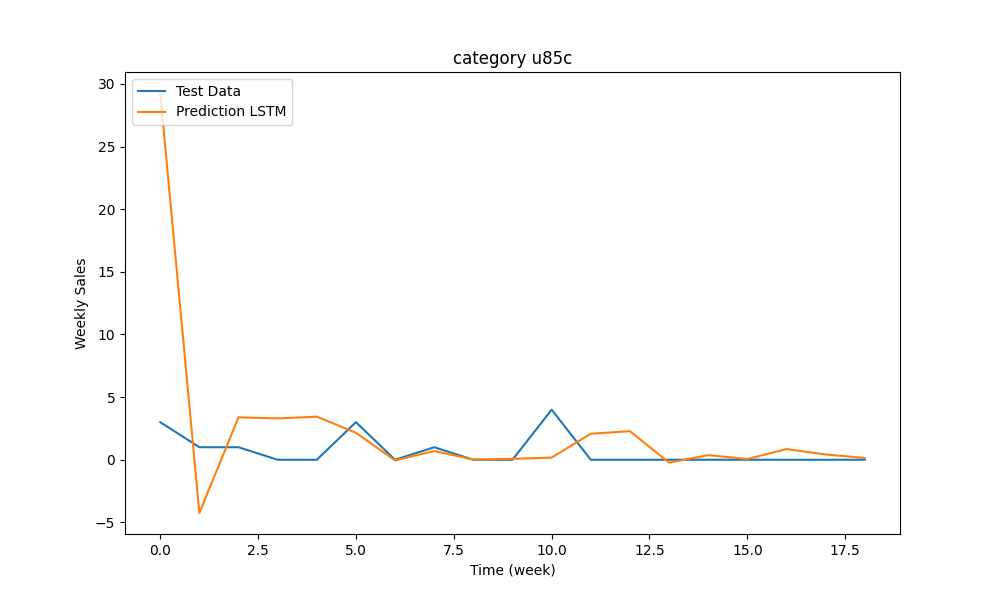 category u85c
Test Data
Prediction LSTM
Weekly Sales
30
25
20
15
10
5
0
−5
0.0 2.5 5.0 7.5 10.0 12.5 15.0 17.5
Time (week)